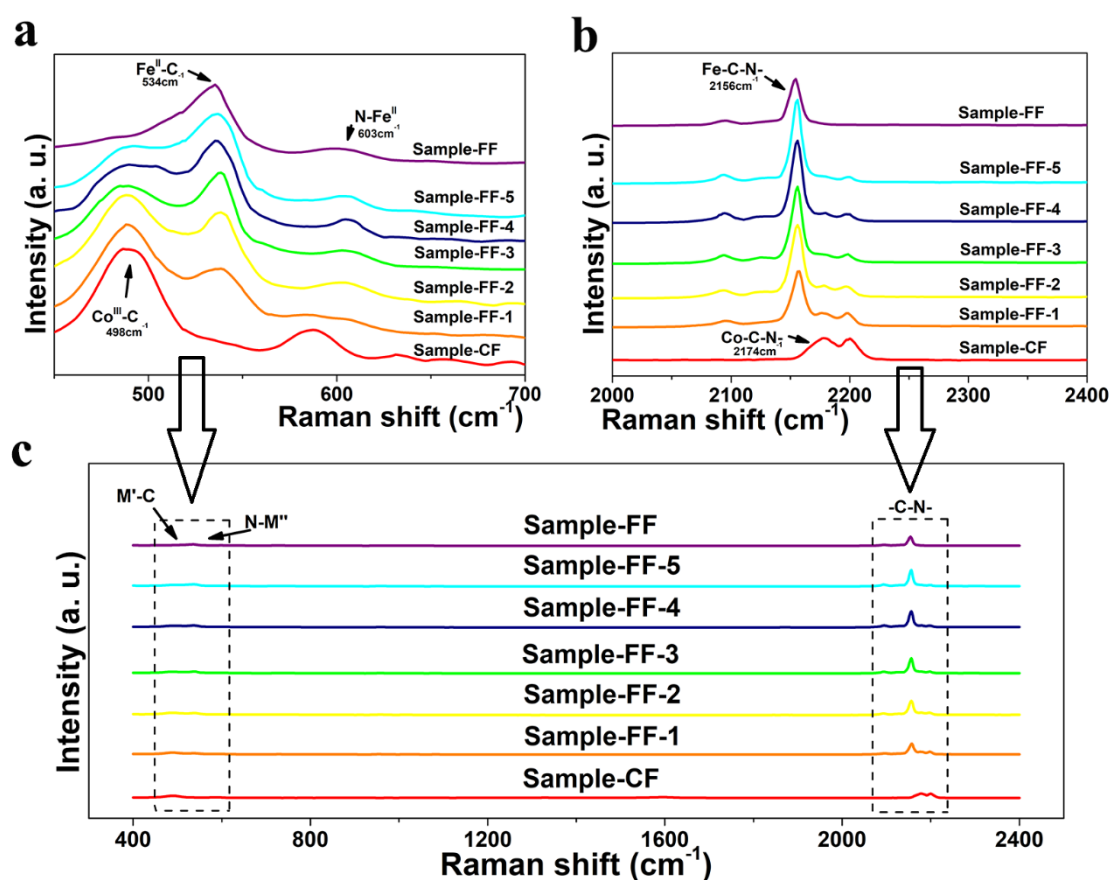 a
Fe^II-C
534cm^-1
N-Fe^II
603cm^-1
Sample-FF
Sample-FF-5
Sample-FF-4
Sample-FF-3
Sample-FF-2
Sample-FF-1
Sample-CF
Co^III-C
498cm^-1
Intensity (a. u.)
500
600
700
Raman shift (cm^-1)
b
Fe-C-N-
2156cm^-1
Sample-FF
Sample-FF-5
Sample-FF-4
Sample-FF-3
Sample-FF-2
Sample-FF-1
Co-C-N-
2174cm^-1
Sample-CF
Intensity (a. u.)
2000
2100
2200
2300
2400
Raman shift (cm^-1)
c
M'-C
N-M''
-C-N-
Sample-FF
Sample-FF-5
Sample-FF-4
Sample-FF-3
Sample-FF-2
Sample-FF-1
Sample-CF
Intensity (a. u.)
400
800
1200
1600
2000
2400
Raman shift (cm^-1)